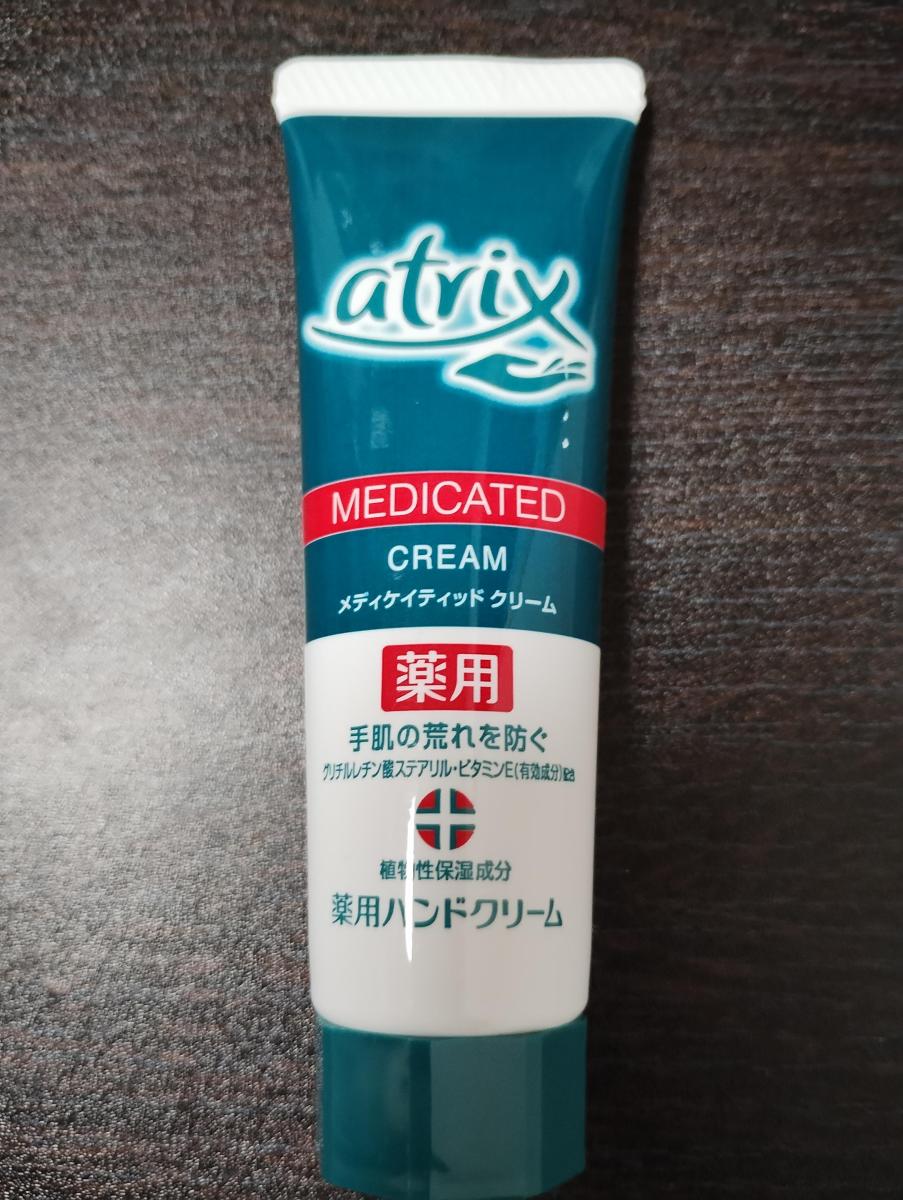 atrix
MEDICATED
CREAM
メディケイティッド クリーム
薬用
手肌の荒れを防ぐ
グリチルレチン酸ステアリル・ビタミンE(有効成分)配合
植物性保湿成分
薬用ハンドクリーム